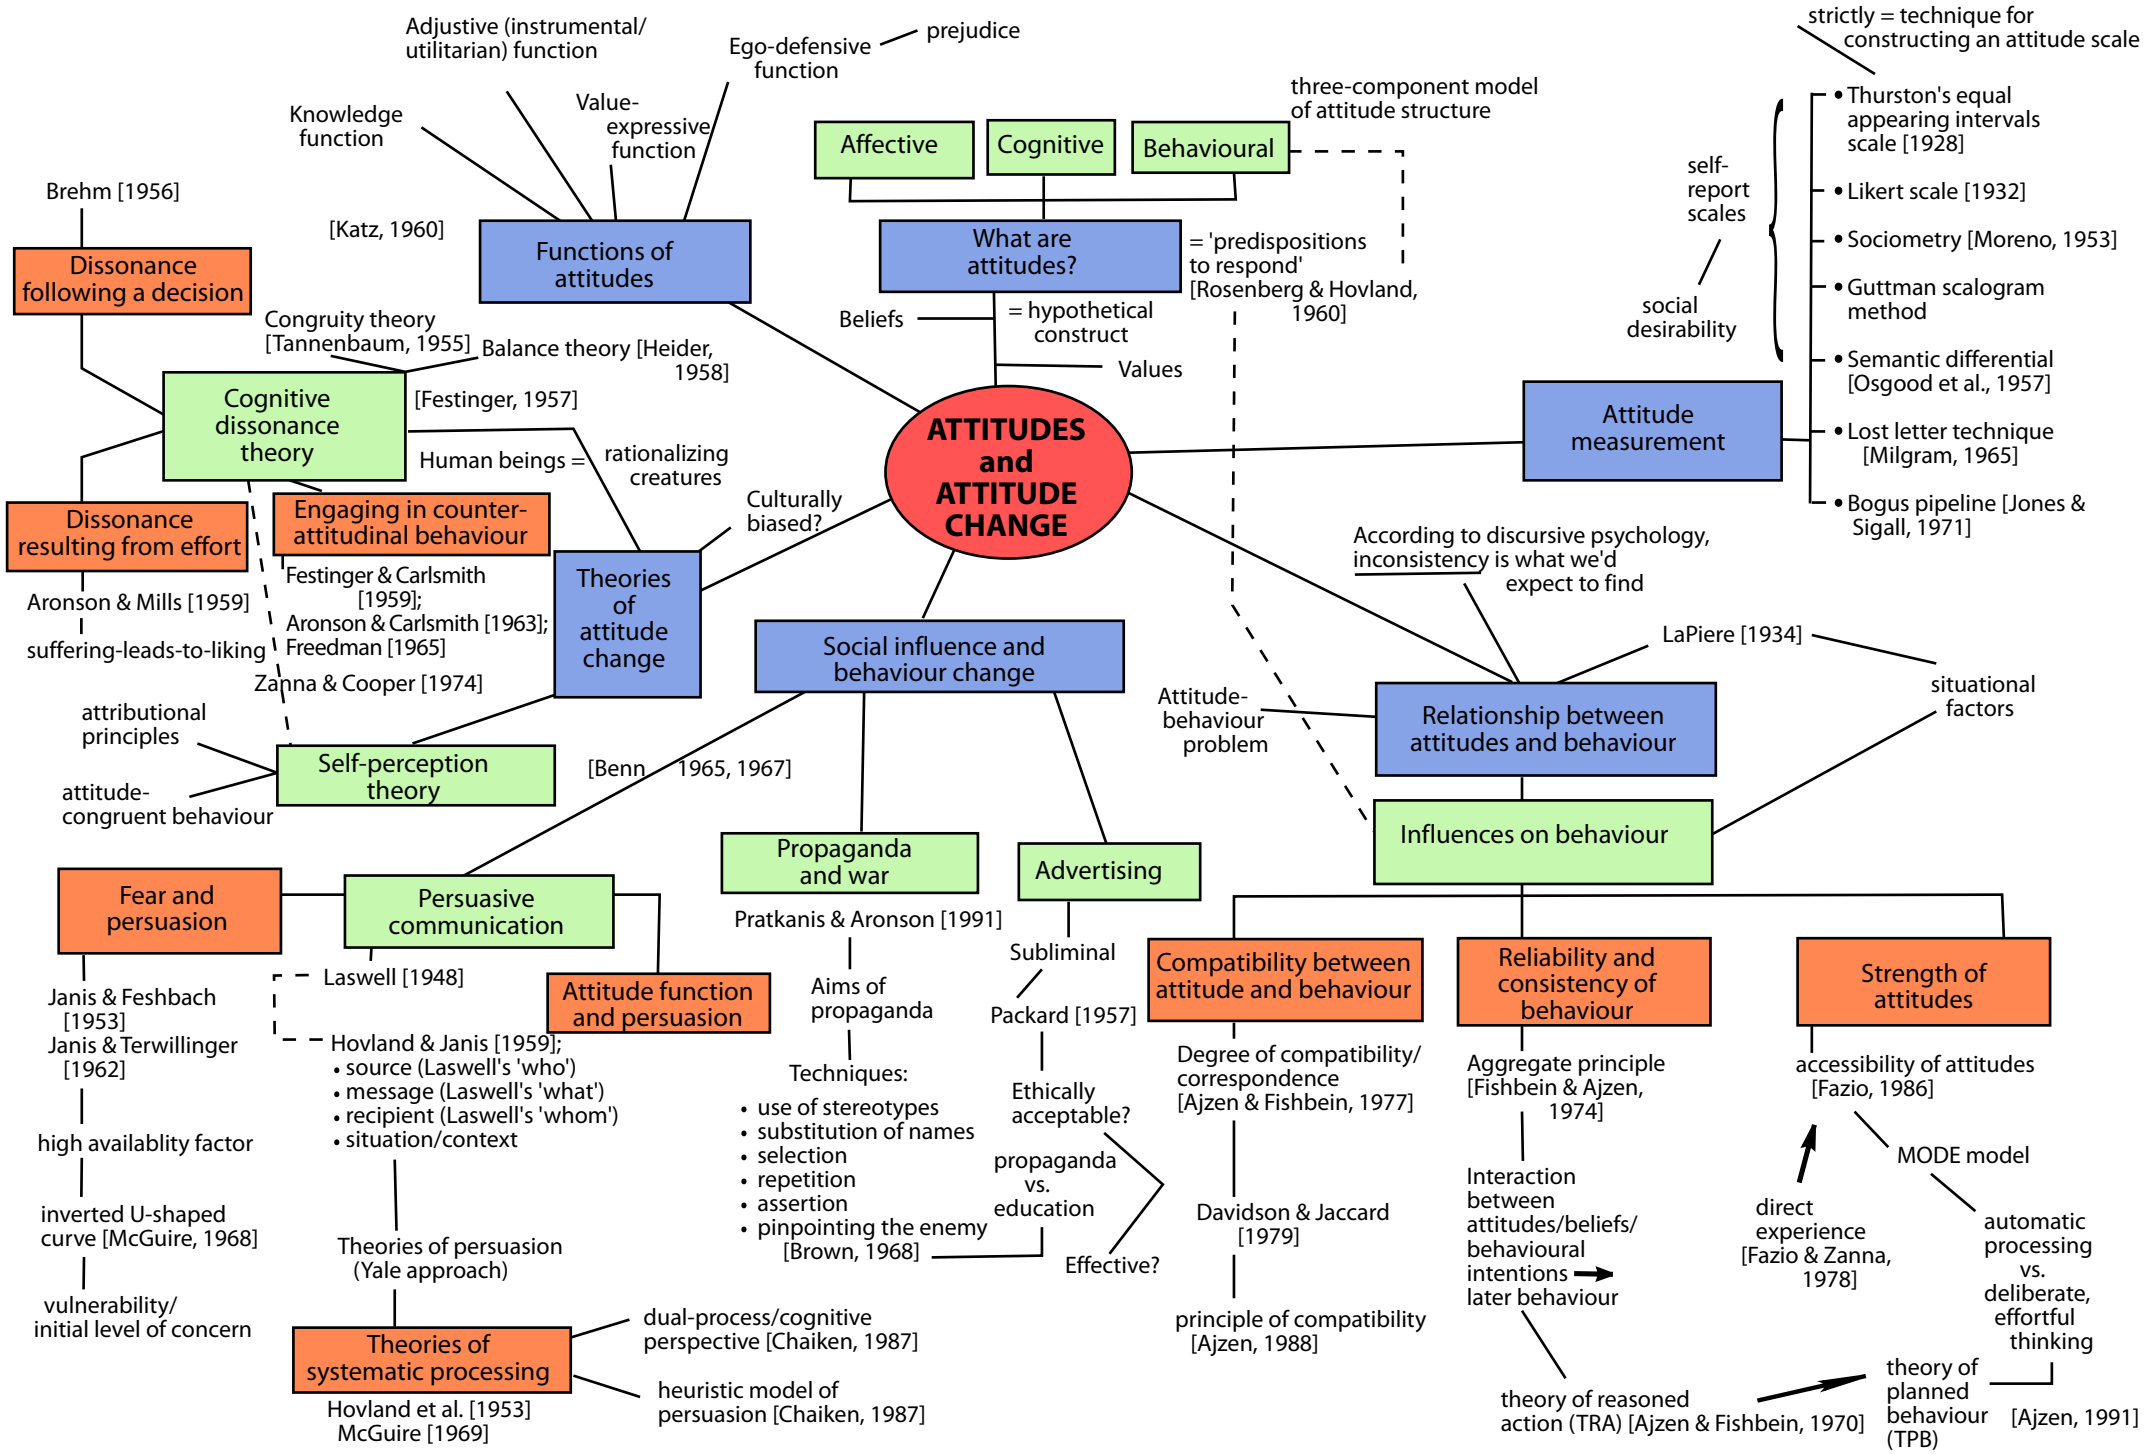 Adjustive (instrumental/
utilitarian) function
Ego-defensive
function
prejudice
Knowledge
function
Value-
expressive
function
[Katz, 1960]
Functions of
attitudes
three-component model
of attitude structure
Affective
Cognitive
Behavioural
What are
attitudes?
= 'predispositions
to respond'
[Rosenberg & Hovland,
1960]
Beliefs
= hypothetical
construct
Values
strictly = technique for
constructing an attitude scale
• Thurston's equal
appearing intervals
scale [1928]
• Likert scale [1932]
• Sociometry [Moreno, 1953]
• Guttman scalogram
method
• Semantic differential
[Osgood et al., 1957]
• Lost letter technique
[Milgram, 1965]
• Bogus pipeline [Jones &
Sigall, 1971]
self-
report
scales
social
desirability
Attitude
measurement
ATTITUDES
and
ATTITUDE
CHANGE
Brehm [1956]
Dissonance
following a decision
Congruity theory
[Tannenbaum, 1955]
Balance theory [Heider,
1958]
Cognitive
dissonance
theory
[Festinger, 1957]
Human beings =
rationalizing
creatures
Culturally
biased?
Dissonance
resulting from effort
Engaging in counter-
attitudinal behaviour
Aronson & Mills [1959]
suffering-leads-to-liking
Festinger & Carlsmith
[1959];
Aronson & Carlsmith [1963];
Freedman [1965]
Zanna & Cooper [1974]
Theories
of
attitude
change
attributional
principles
attitude-
congruent behaviour
Self-perception
theory
[Benn 1965, 1967]
Social influence and
behaviour change
According to discursive psychology,
inconsistency is what we'd
expect to find
LaPiere [1934]
situational
factors
Attitude-
behaviour
problem
Relationship between
attitudes and behaviour
Influences on behaviour
Fear and
persuasion
Persuasive
communication
Attitude function
and persuasion
Propaganda
and war
Advertising
Janis & Feshbach
[1953]
Janis & Terwillinger
[1962]
high availablity factor
inverted U-shaped
curve [McGuire, 1968]
vulnerability/
initial level of concern
Laswell [1948]
Hovland & Janis [1959];
• source (Laswell's 'who')
• message (Laswell's 'what')
• recipient (Laswell's 'whom')
• situation/context
Theories of persuasion
(Yale approach)
Theories of
systematic processing
Hovland et al. [1953]
McGuire [1969]
dual-process/cognitive
perspective [Chaiken, 1987]
heuristic model of
persuasion [Chaiken, 1987]
Pratkanis & Aronson [1991]
Aims of
propaganda
Techniques:
• use of stereotypes
• substitution of names
• selection
• repetition
• assertion
• pinpointing the enemy
[Brown, 1968]
Subliminal
Packard [1957]
Ethically
acceptable?
propaganda
vs.
education
Effective?
Compatibility between
attitude and behaviour
Degree of compatibility/
correspondence
[Ajzen & Fishbein, 1977]
Davidson & Jaccard
[1979]
principle of compatibility
[Ajzen, 1988]
Reliability and
consistency of
behaviour
Aggregate principle
[Fishbein & Ajzen,
1974]
Interaction
between
attitudes/beliefs/
behavioural
intentions
later behaviour
theory of reasoned
action (TRA) [Ajzen & Fishbein, 1970]
Strength of
attitudes
accessibility of attitudes
[Fazio, 1986]
MODE model
direct
experience
[Fazio & Zanna,
1978]
automatic
processing
vs.
deliberate,
effortful
thinking
theory of
planned
behaviour
(TPB)
[Ajzen, 1991]